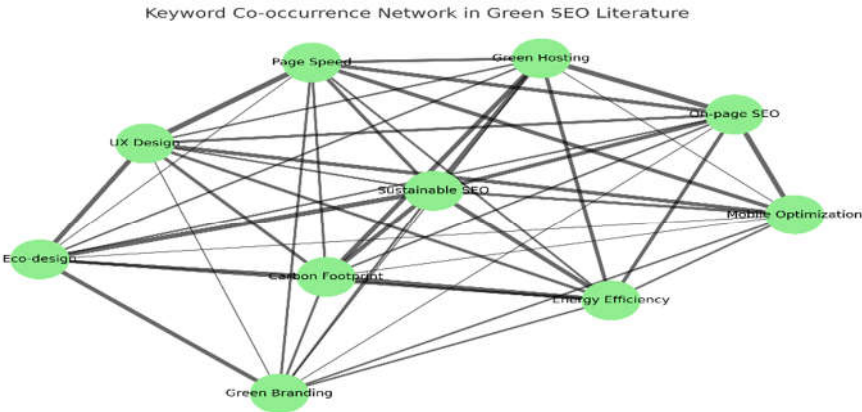 Keyword Co-occurrence Network in Green SEO Literature
Page Speed
Green Hosting
On-page SEO
UX Design
Sustainable SEO
Mobile Optimization
Eco-design
Carbon Footprint
Energy Efficiency
Green Branding